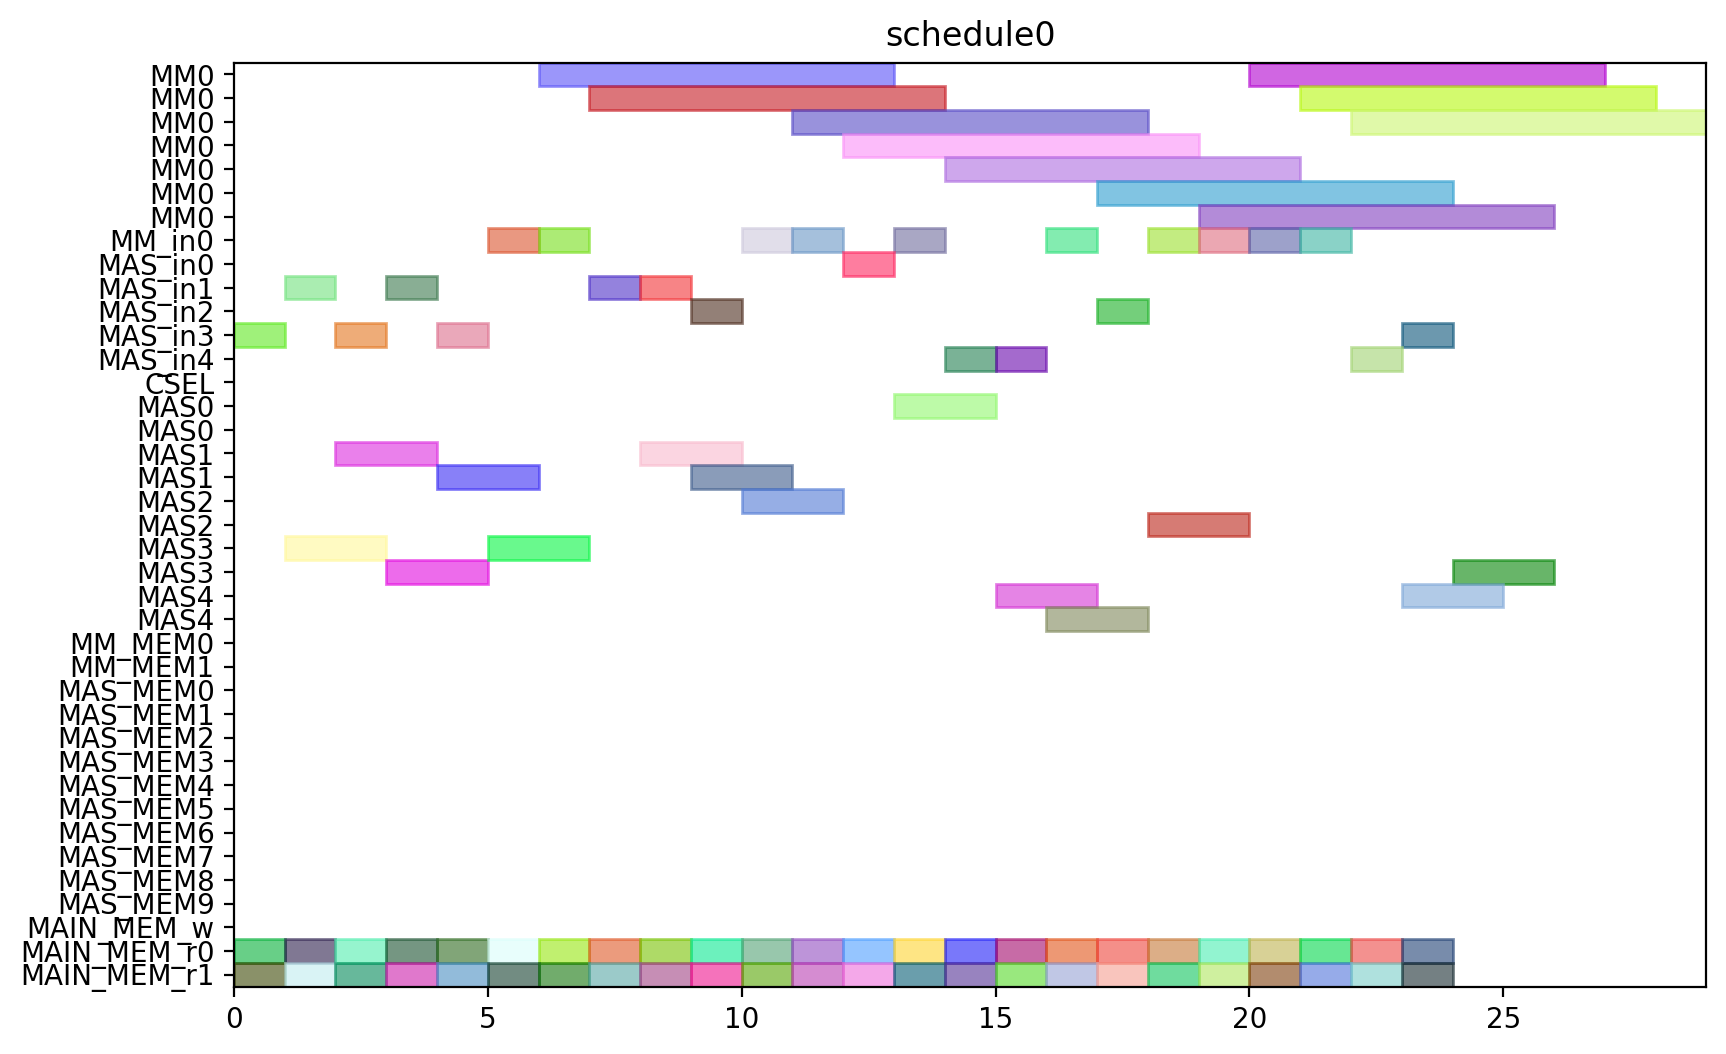 schedule0
MM0
MM0
MM0
MM0
MM0
MM0
MM0
MM_in0
MAS_in0
MAS_in1
MAS_in2
MAS_in3
MAS_in4
CSEL
MAS0
MAS0
MAS1
MAS1
MAS2
MAS2
MAS3
MAS3
MAS4
MAS4
MM_MEM0
MM_MEM1
MAS_MEM0
MAS_MEM1
MAS_MEM2
MAS_MEM3
MAS_MEM4
MAS_MEM5
MAS_MEM6
MAS_MEM7
MAS_MEM8
MAS_MEM9
MAIN_MEM_w
MAIN_MEM_r0
MAIN_MEM_r1
0 5 10 15 20 25